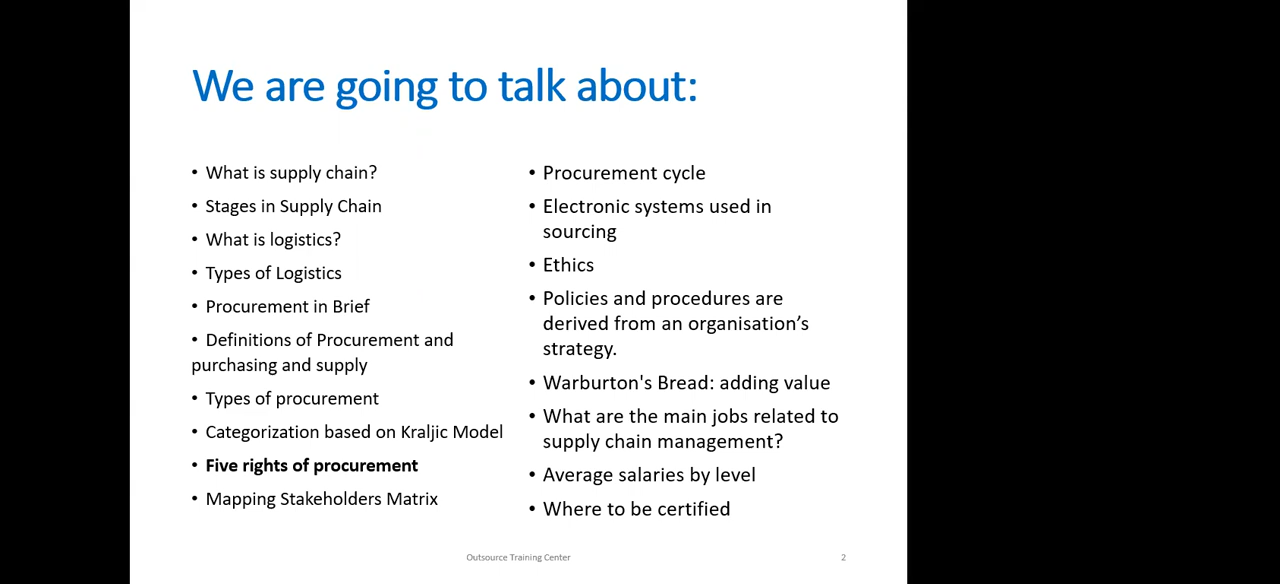 We are going to talk about:
• What is supply chain?
• Stages in Supply Chain
• What is logistics?
• Types of Logistics
• Procurement in Brief
• Definitions of Procurement and
purchasing and supply
• Types of procurement
• Categorization based on Kraljic Model
• Five rights of procurement
• Mapping Stakeholders Matrix
• Procurement cycle
• Electronic systems used in
sourcing
• Ethics
• Policies and procedures are
derived from an organisation’s
strategy.
• Warburton's Bread: adding value
• What are the main jobs related to
supply chain management?
• Average salaries by level
• Where to be certified
Outsource Training Center
2